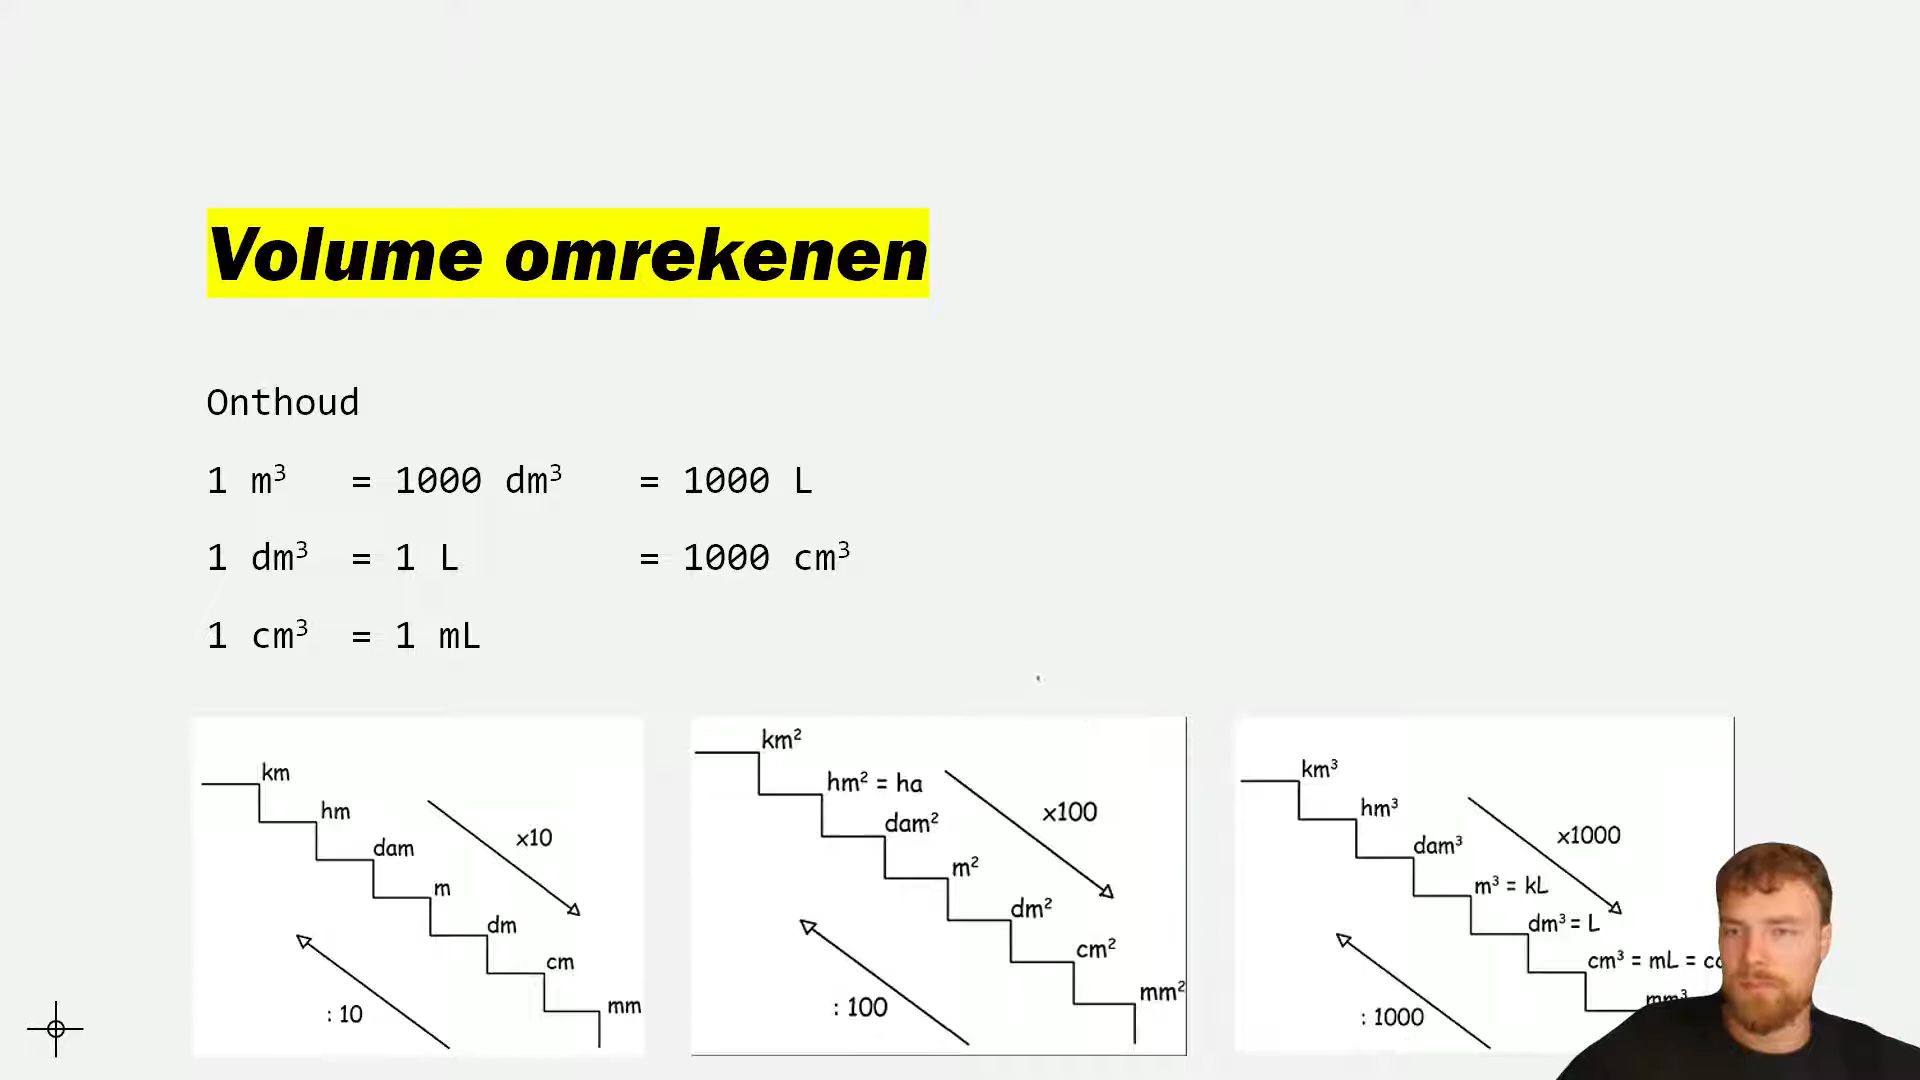 Volume omrekenen
Onthoud
1 m³ = 1000 dm³ = 1000 L
1 dm³ = 1 L = 1000 cm³
1 cm³ = 1 mL
km
hm
dam
m
dm
cm
mm
x10
: 10
km²
hm² = ha
dam²
m²
dm²
cm²
mm²
x100
: 100
km³
hm³
dam³
m³ = kL
dm³ = L
cm³ = mL =
mm³
x1000
: 1000